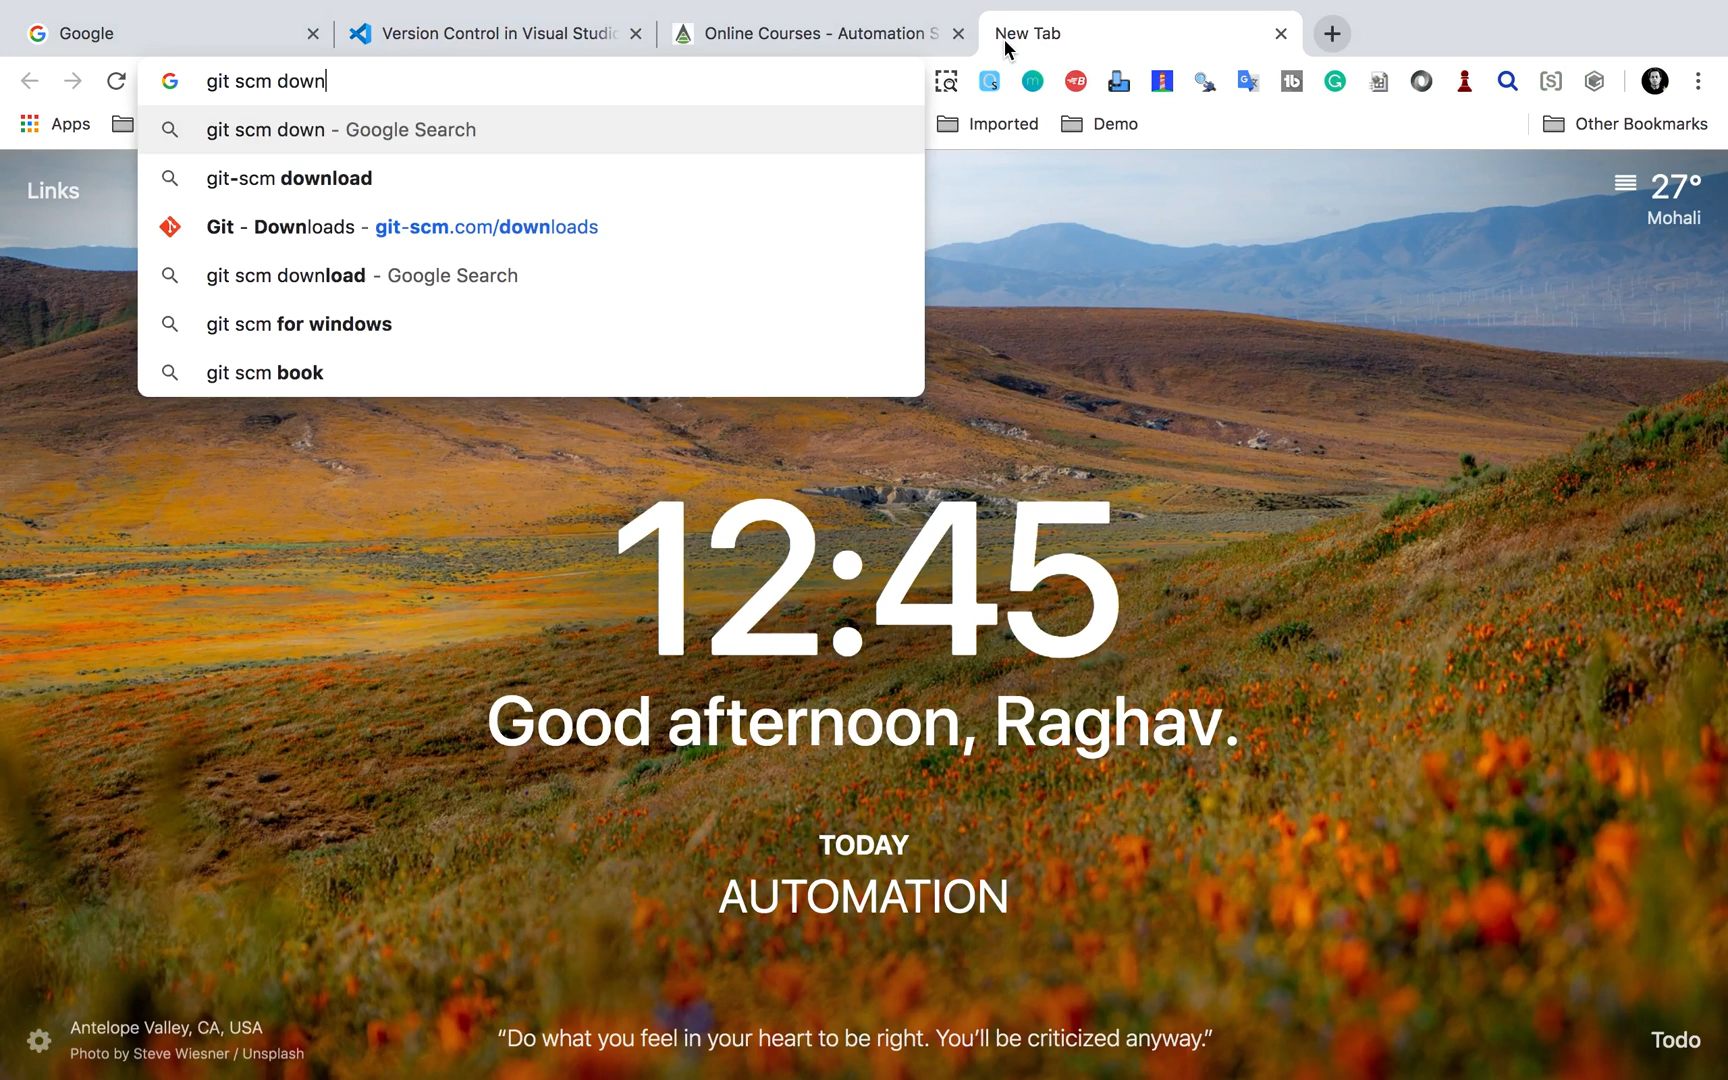 Google
Version Control in Visual Studi
Online Courses - Automation S
New Tab
git scm down
Apps
Imported
Demo
Other Bookmarks
git scm down - Google Search
git-scm download
Git - Downloads - git-scm.com/downloads
git scm download - Google Search
git scm for windows
git scm book
Links
27°
Mohali
12:45
Good afternoon, Raghav.
TODAY
AUTOMATION
Antelope Valley, CA, USA
Photo by Steve Wiesner / Unsplash
“Do what you feel in your heart to be right. You’ll be criticized anyway.”
Todo